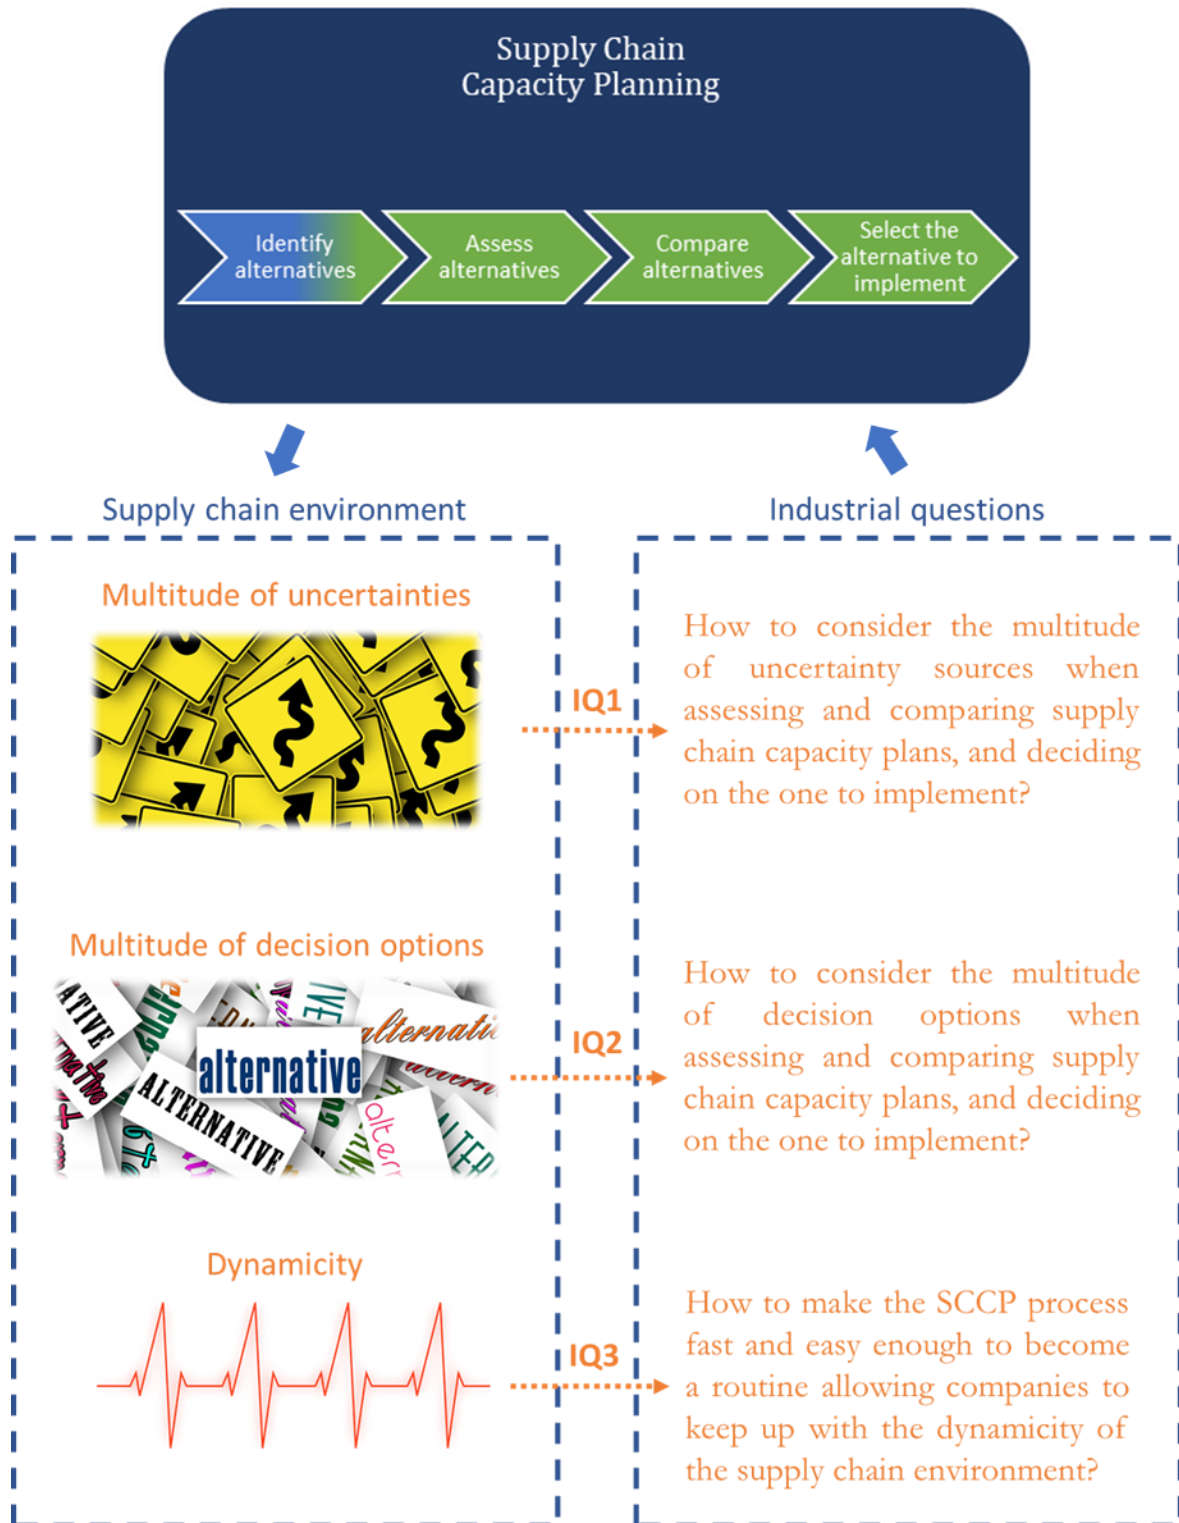 Supply Chain
Capacity Planning
Identify
alternatives
Assess
alternatives
Compare
alternatives
Select the
alternative to
implement
Supply chain environment
Industrial questions
Multitude of uncertainties
IQ1
How to consider the multitude
of uncertainty sources when
assessing and comparing supply
chain capacity plans, and deciding
on the one to implement?
Multitude of decision options
alternative
ALTERNATIVE
IQ2
How to consider the multitude
of decision options when
assessing and comparing supply
chain capacity plans, and deciding
on the one to implement?
Dynamicity
IQ3
How to make the SCCP process
fast and easy enough to become
a routine allowing companies to
keep up with the dynamicity of
the supply chain environment?